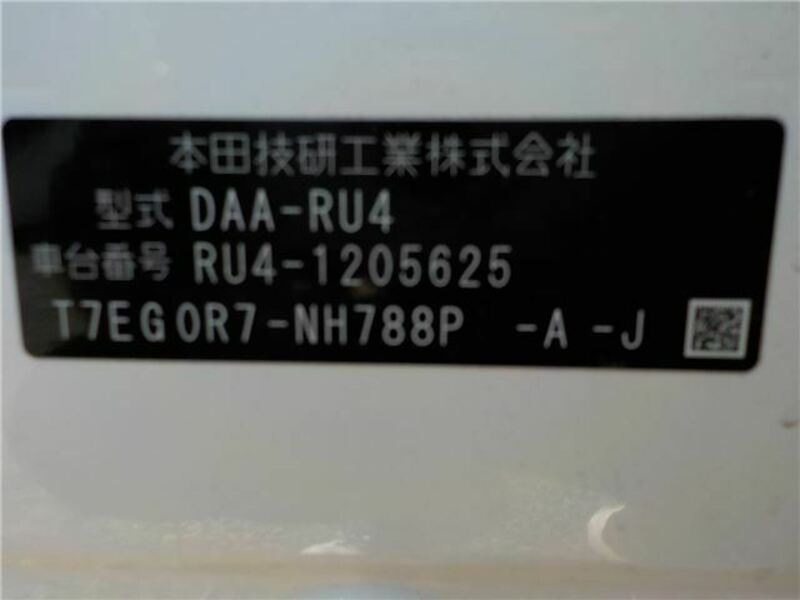 本田技研工業株式会社
型式 DAA-RU4
車台番号 RU4-1205625
T7EG0R7-NH788P -A -J